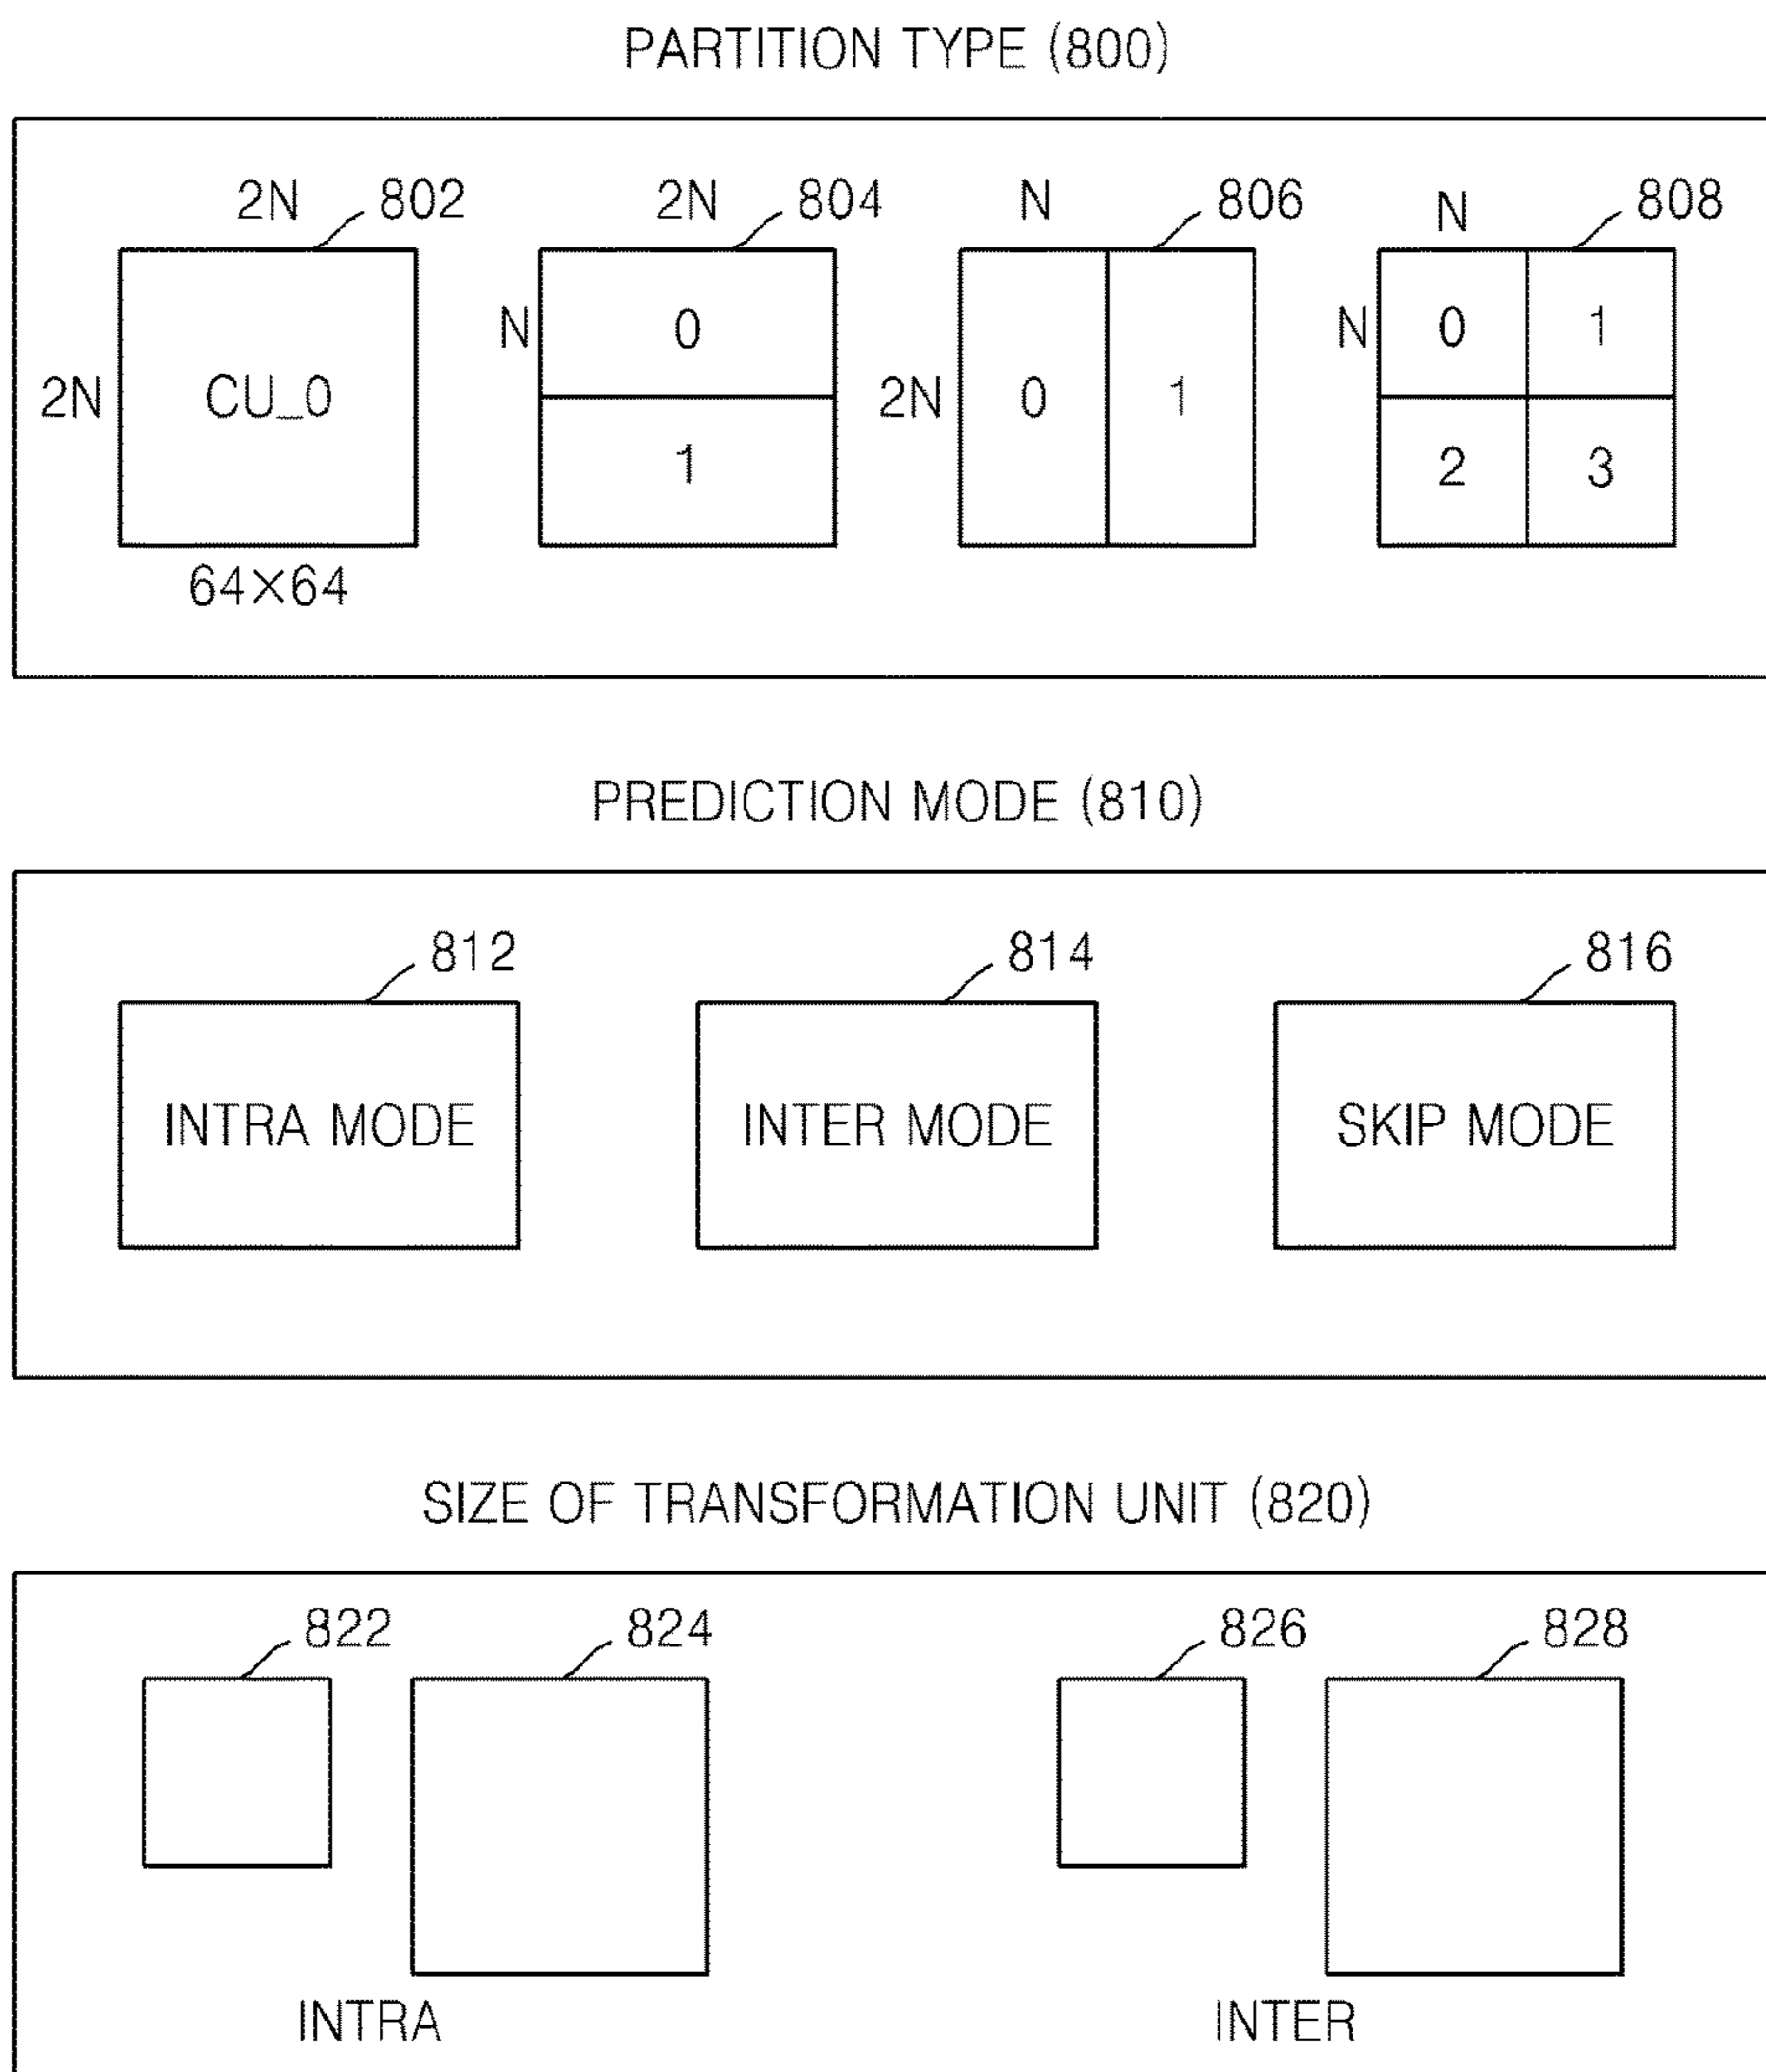 PARTITION TYPE (800)
2N 802 2N 804 N 806 N 808
2N CU_0 N 0 1 2N 0 1 N 0 1 2 3
64×64
PREDICTION MODE (810)
812 814 816
INTRA MODE INTER MODE SKIP MODE
SIZE OF TRANSFORMATION UNIT (820)
822 824 826 828
INTRA INTER